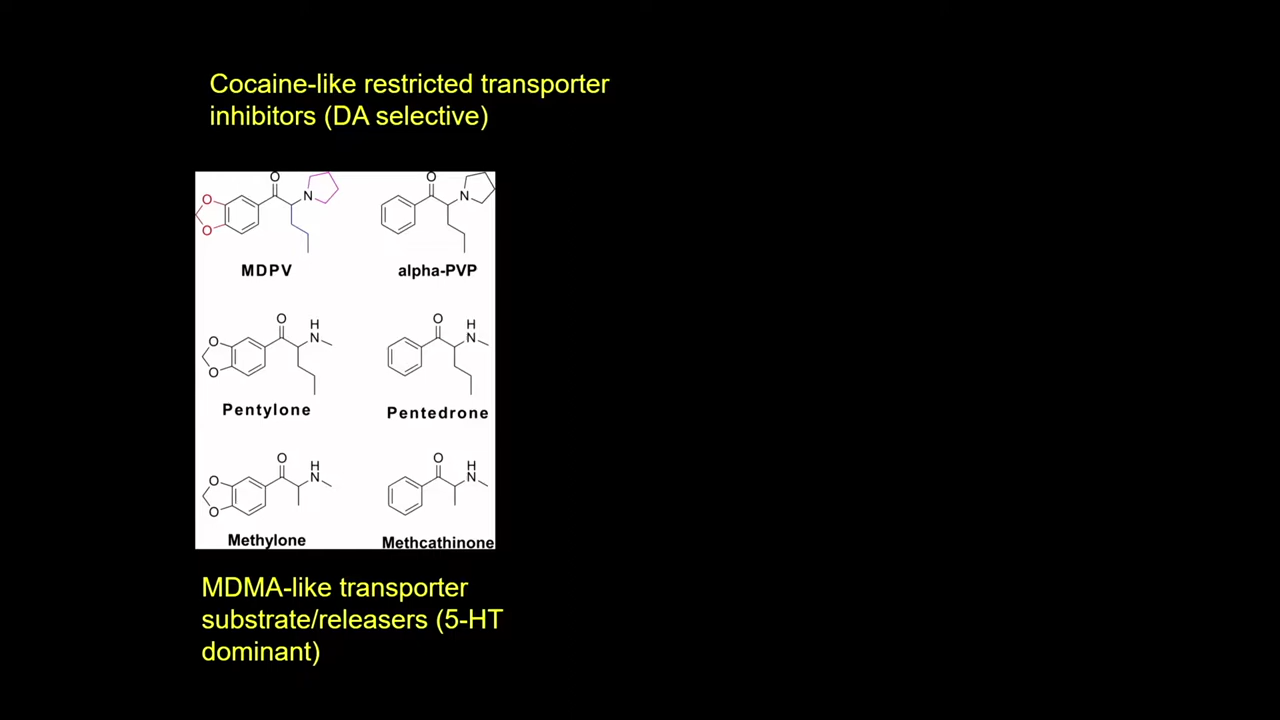 Cocaine-like restricted transporter
inhibitors (DA selective)
O O
N N
O
O
MDPV alpha-PVP
O H O H
N N
O
O
Pentylone Pentedrone
O H O H
N N
O
O
Methylone Methcathinone
MDMA-like transporter
substrate/releasers (5-HT
dominant)